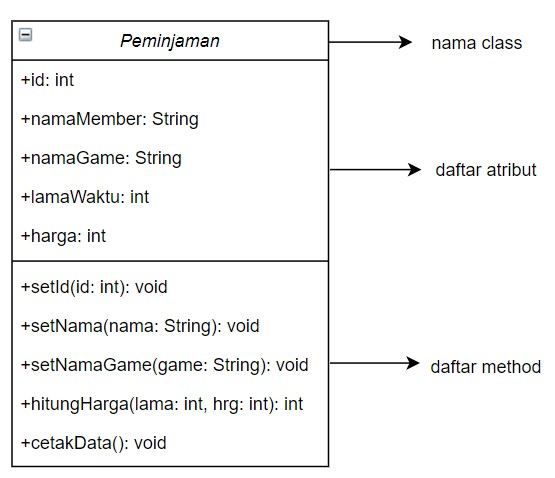 Peminjaman
nama class
+id: int
+namaMember: String
+namaGame: String
daftar atribut
+lamaWaktu: int
+harga: int
+setId(id: int): void
+setNama(nama: String): void
+setNamaGame(game: String): void
daftar method
+hitungHarga(lama: int, hrg: int): int
+cetakData(): void